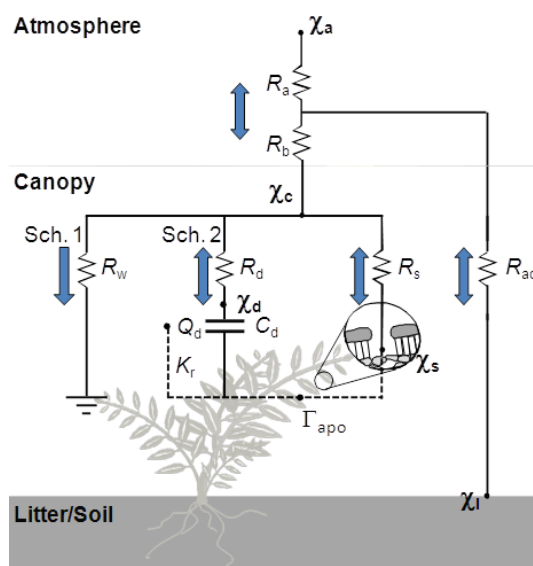 Atmosphere
χa
Ra
Rb
Canopy
χc
Sch. 1
Sch. 2
Rw
Rd
Rs
Rac
χd
Qd
Cd
Kr
χs
Γapo
Litter/Soil
χl